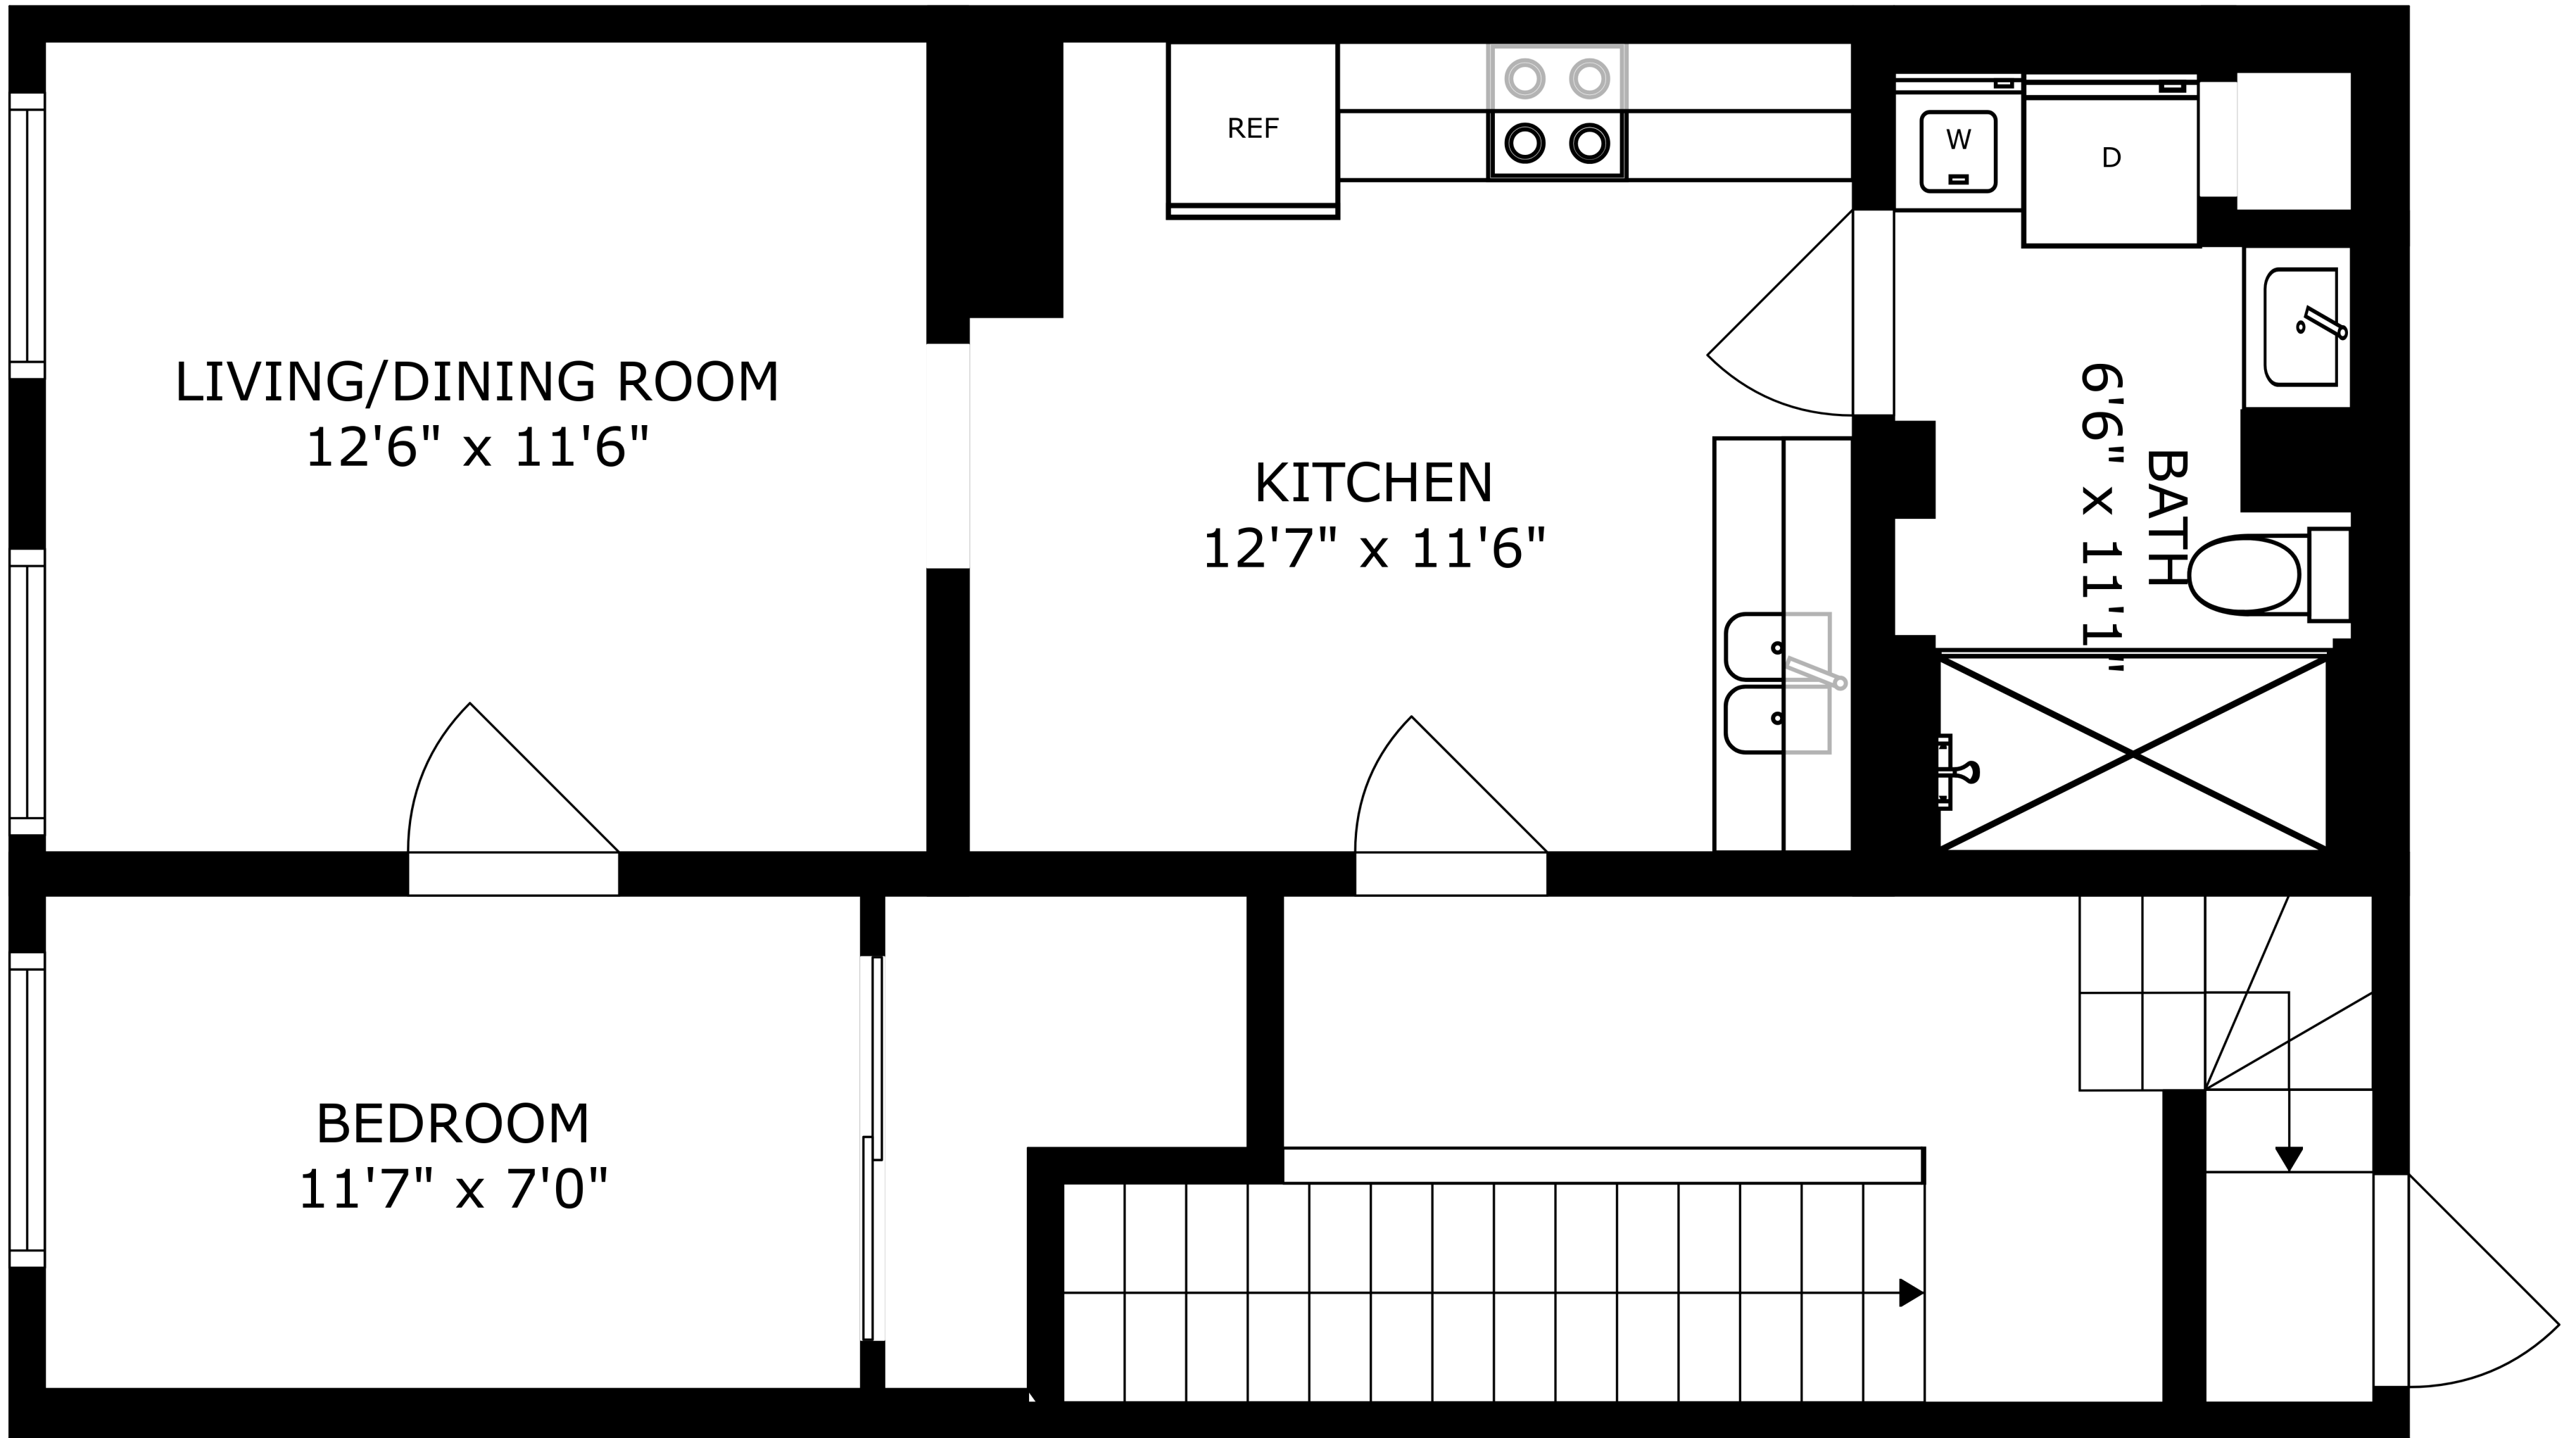 REF
W
D
LIVING/DINING ROOM
12'6" x 11'6"
KITCHEN
12'7" x 11'6"
BATH
6'6" x 11'1"
BEDROOM
11'7" x 7'0"